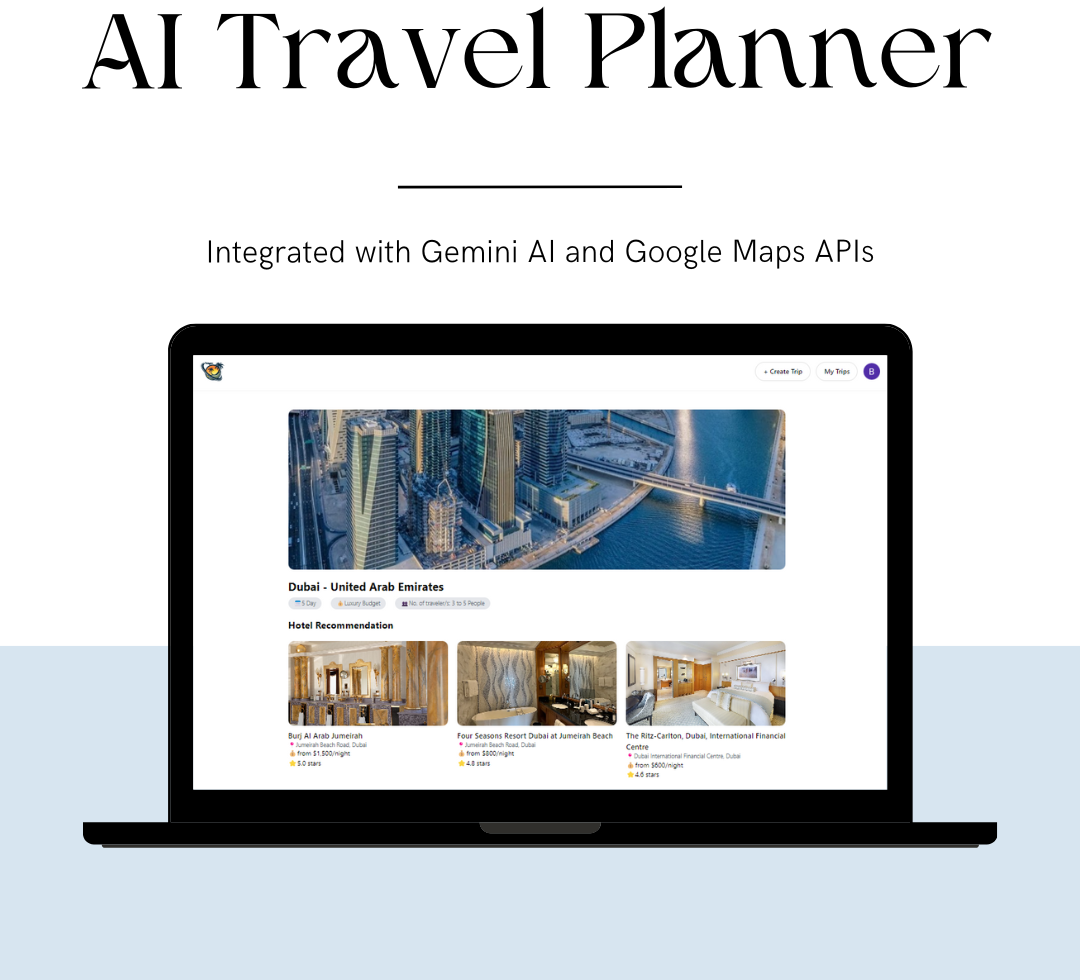 AI Travel Planner
Integrated with Gemini AI and Google Maps APIs
+ Create Trip
My Trips
B
Dubai - United Arab Emirates
5 Day
Luxury Budget
No. of traveler/s: 3 to 5 People
Hotel Recommendation
Burj Al Arab Jumeirah
Jumeirah Beach Road, Dubai
from $1,500/night
5.0 stars
Four Seasons Resort Dubai at Jumeirah Beach
Jumeirah Beach Road, Dubai
from $800/night
4.8 stars
The Ritz-Carlton, Dubai, International Financial
Centre
Dubai International Financial Centre, Dubai
from $600/night
4.6 stars